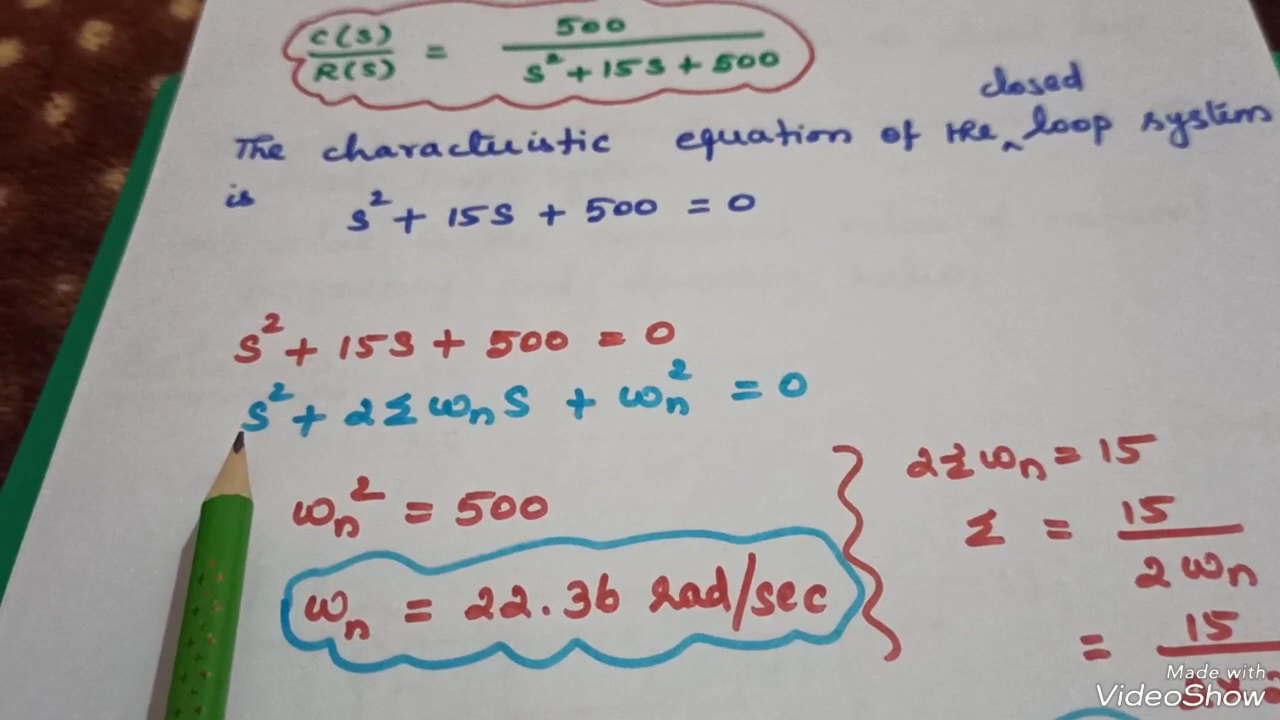 C(S)/R(S) = 500/(s² + 15s + 500)
The characteristic equation of the closed loop system
is s² + 15s + 500 = 0
s² + 15s + 500 = 0
s² + 2ξωₙs + ωₙ² = 0
ωₙ² = 500
ωₙ = 22.36 rad/sec
2ξωₙ = 15
ξ = 15/(2ωₙ)
= 15
Made with
VideoShow